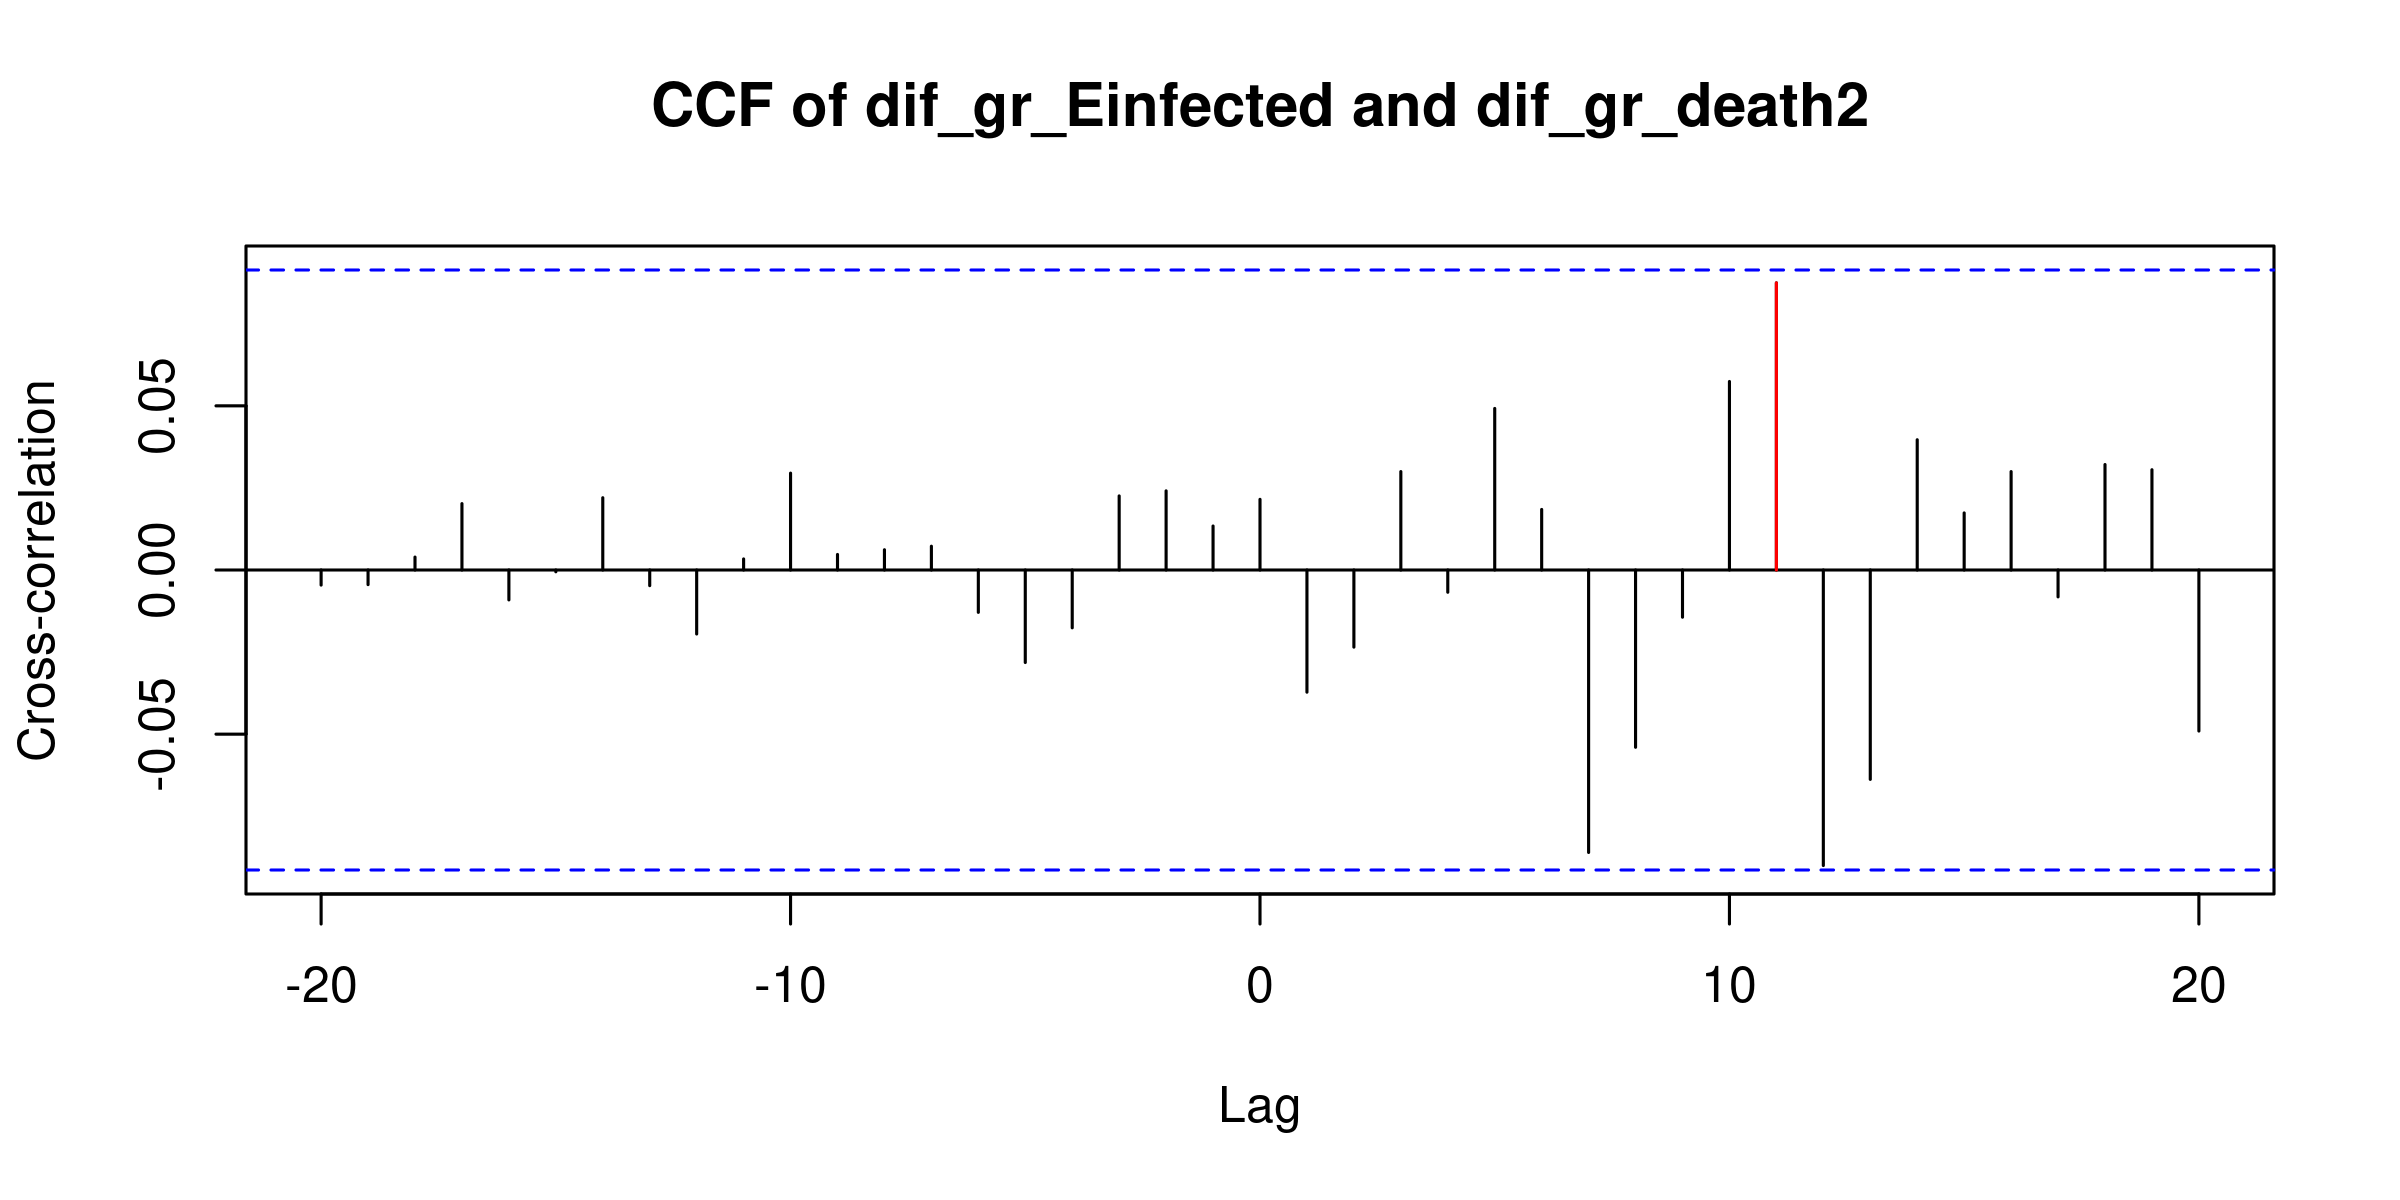 CCF of dif_gr_Einfected and dif_gr_death2
Cross-correlation
0.05
0.00
-0.05
-20
-10
0
10
20
Lag